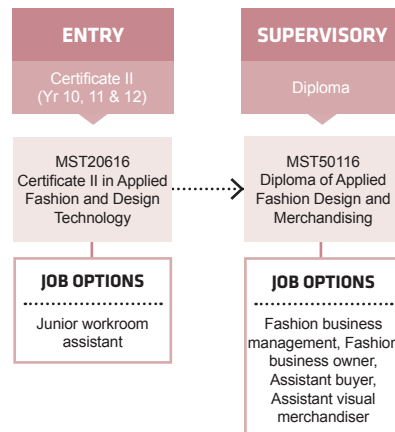 ENTRY
Certificate II
(Yr 10, 11 & 12)
MST20616
Certificate II in Applied
Fashion and Design
Technology
JOB OPTIONS
Junior workroom
assistant
SUPERVISORY
Diploma
MST50116
Diploma of Applied
Fashion Design and
Merchandising
JOB OPTIONS
Fashion business
management, Fashion
business owner,
Assistant buyer,
Assistant visual
merchandiser